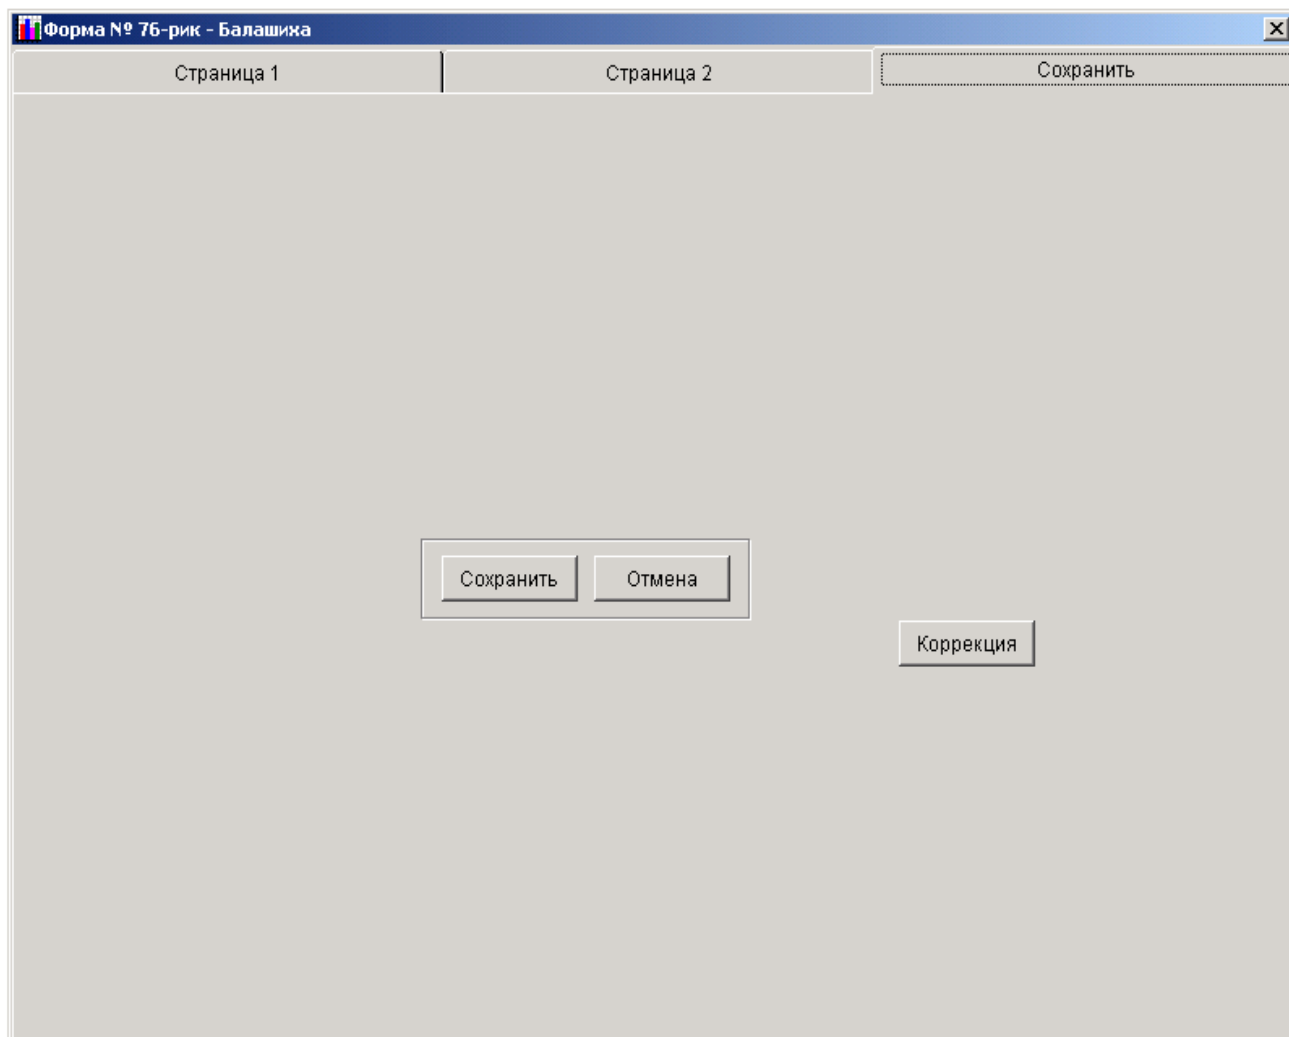 Форма № 76-рик - Балашиха
Страница 1
Страница 2
Сохранить
Сохранить
Отмена
Коррекция